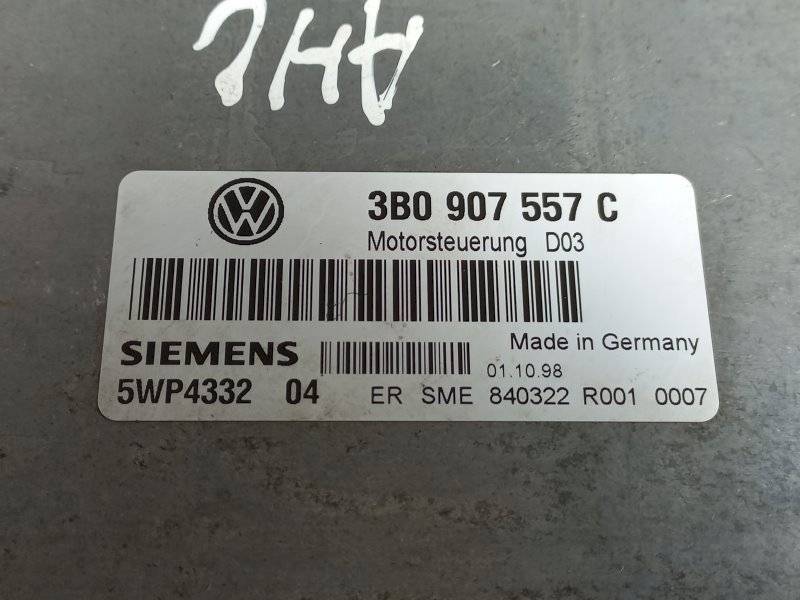 AHL
VW
3B0 907 557 C
Motorsteuerung D03
Made in Germany
SIEMENS
01.10.98
5WP4332 04 ER SME 840322 R001 0007